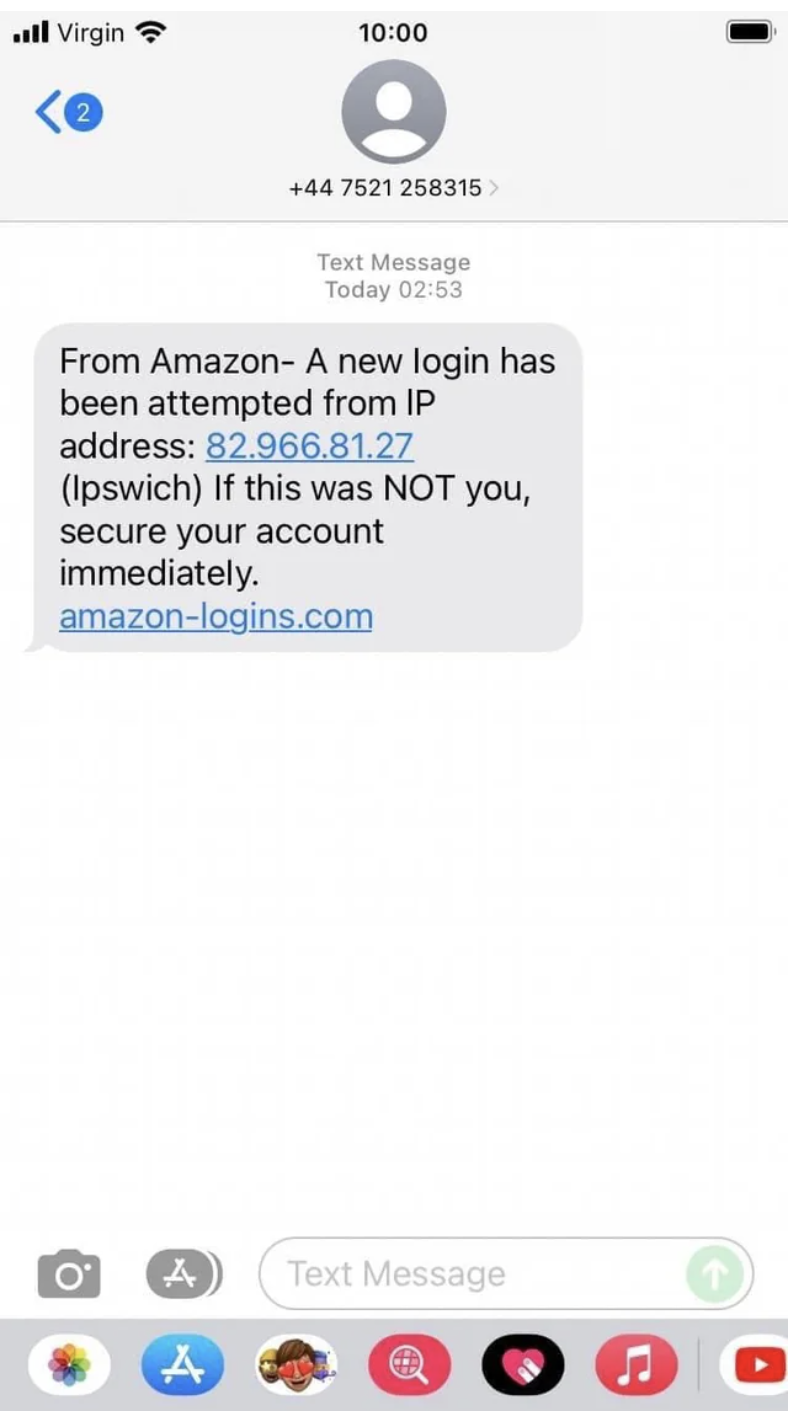 Virgin 10:00
2
+44 7521 258315
Text Message
Today 02:53
From Amazon- A new login has
been attempted from IP
address: 82.966.81.27
(Ipswich) If this was NOT you,
secure your account
immediately.
amazon-logins.com
Text Message